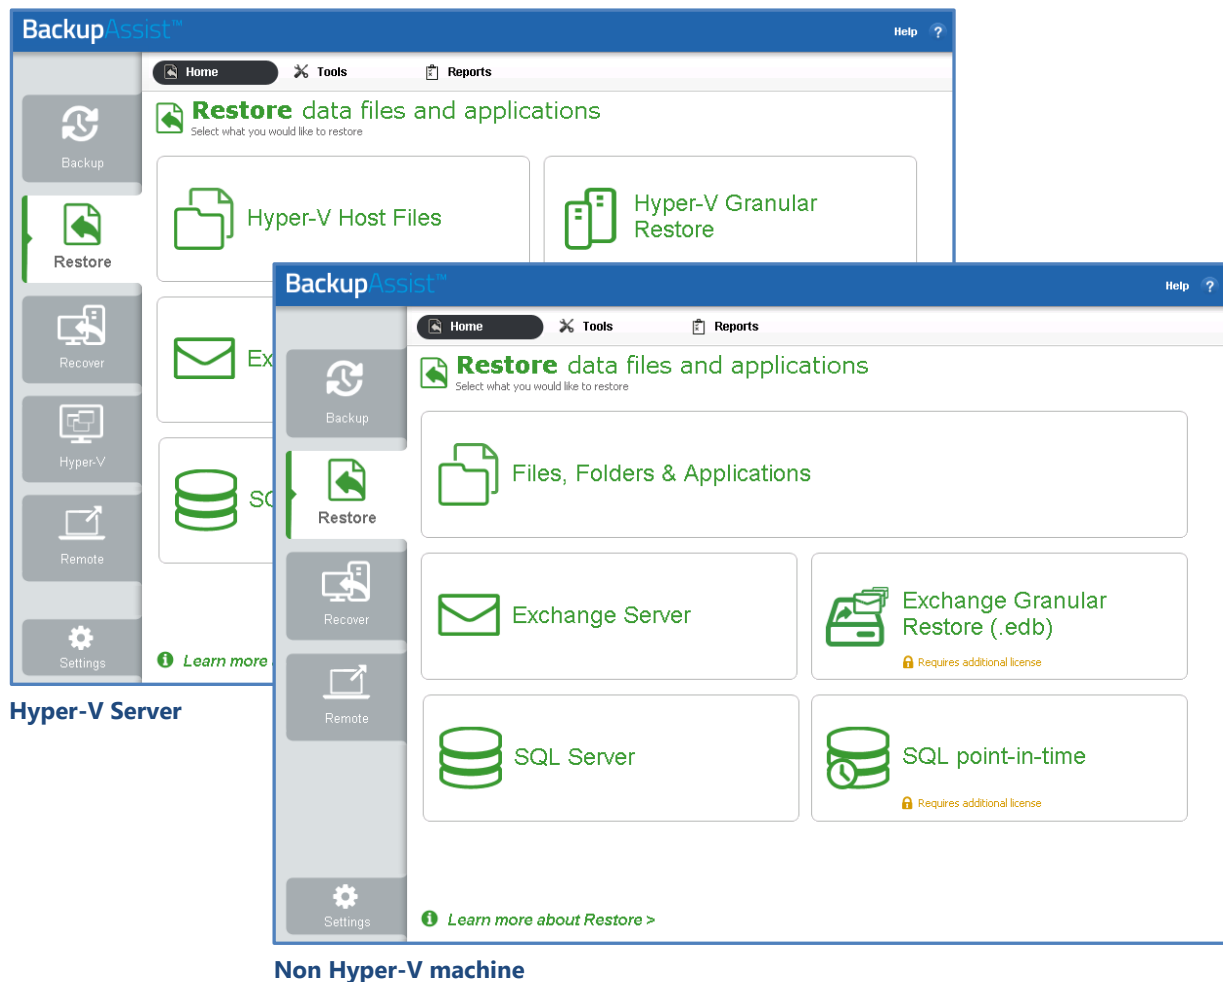 BackupAssist™
Help ?
Home
Tools
Reports
Restore data files and applications
Select what you would like to restore
Backup
Restore
Recover
Hyper-V
Remote
Settings
Hyper-V Host Files
Hyper-V Granular
Restore
Ex
SQ
Learn more
Hyper-V Server
BackupAssist™
Help ?
Home
Tools
Reports
Restore data files and applications
Select what you would like to restore
Backup
Restore
Recover
Remote
Settings
Files, Folders & Applications
Exchange Server
Exchange Granular
Restore (.edb)
Requires additional license
SQL Server
SQL point-in-time
Requires additional license
Learn more about Restore >
Non Hyper-V machine